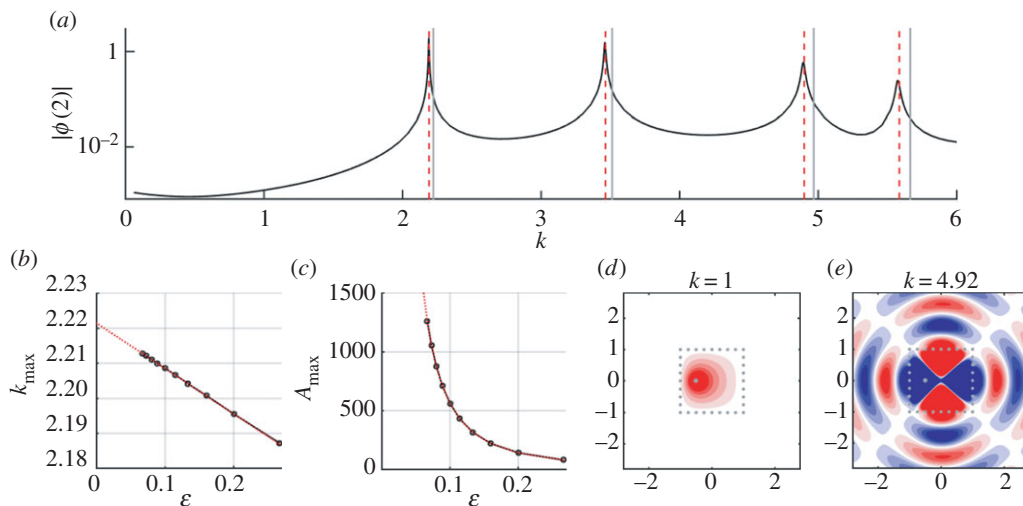 (a)
1
10⁻²
|ϕ(2)|
0 1 2 3 4 5 6
k
(b)
2.23
2.22
2.21
2.20
2.19
2.18
k_max
0 0.1 0.2
ε
(c)
1500
1000
500
0
A_max
0.1 0.2
ε
(d)
k = 1
2
1
0
−1
−2
−2 0 2
(e)
k = 4.92
2
1
0
−1
−2
−2 0 2